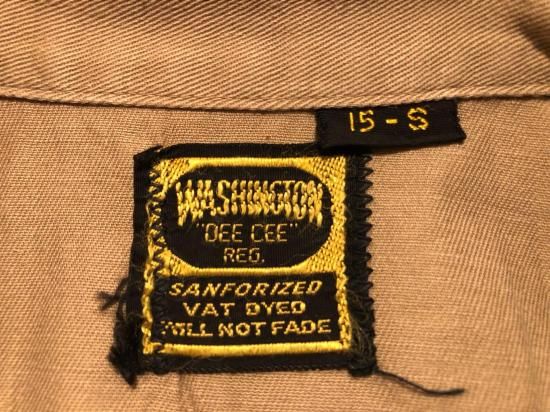 15 - S
WASHINGTON
"DEE CEE"
REG.
SANFORIZED
VAT DYED
WILL NOT FADE